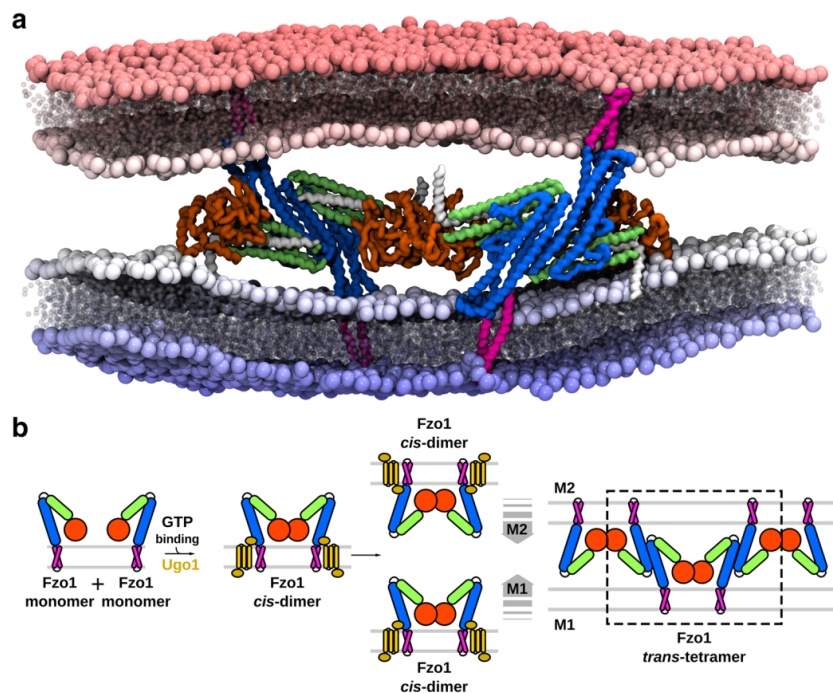 a
b
GTP
binding
Ugo1
Fzo1
monomer
+
Fzo1
monomer
Fzo1
cis-dimer
Fzo1
cis-dimer
M2
M1
Fzo1
cis-dimer
M2
M1
Fzo1
trans-tetramer